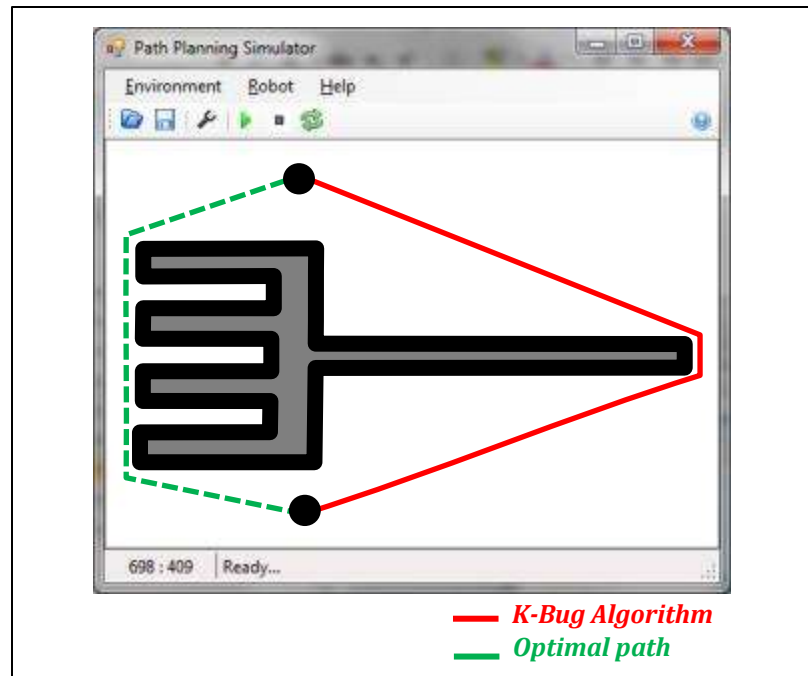 Path Planning Simulator
Environment Robot Help
698 : 409 Ready...
K-Bug Algorithm
Optimal path